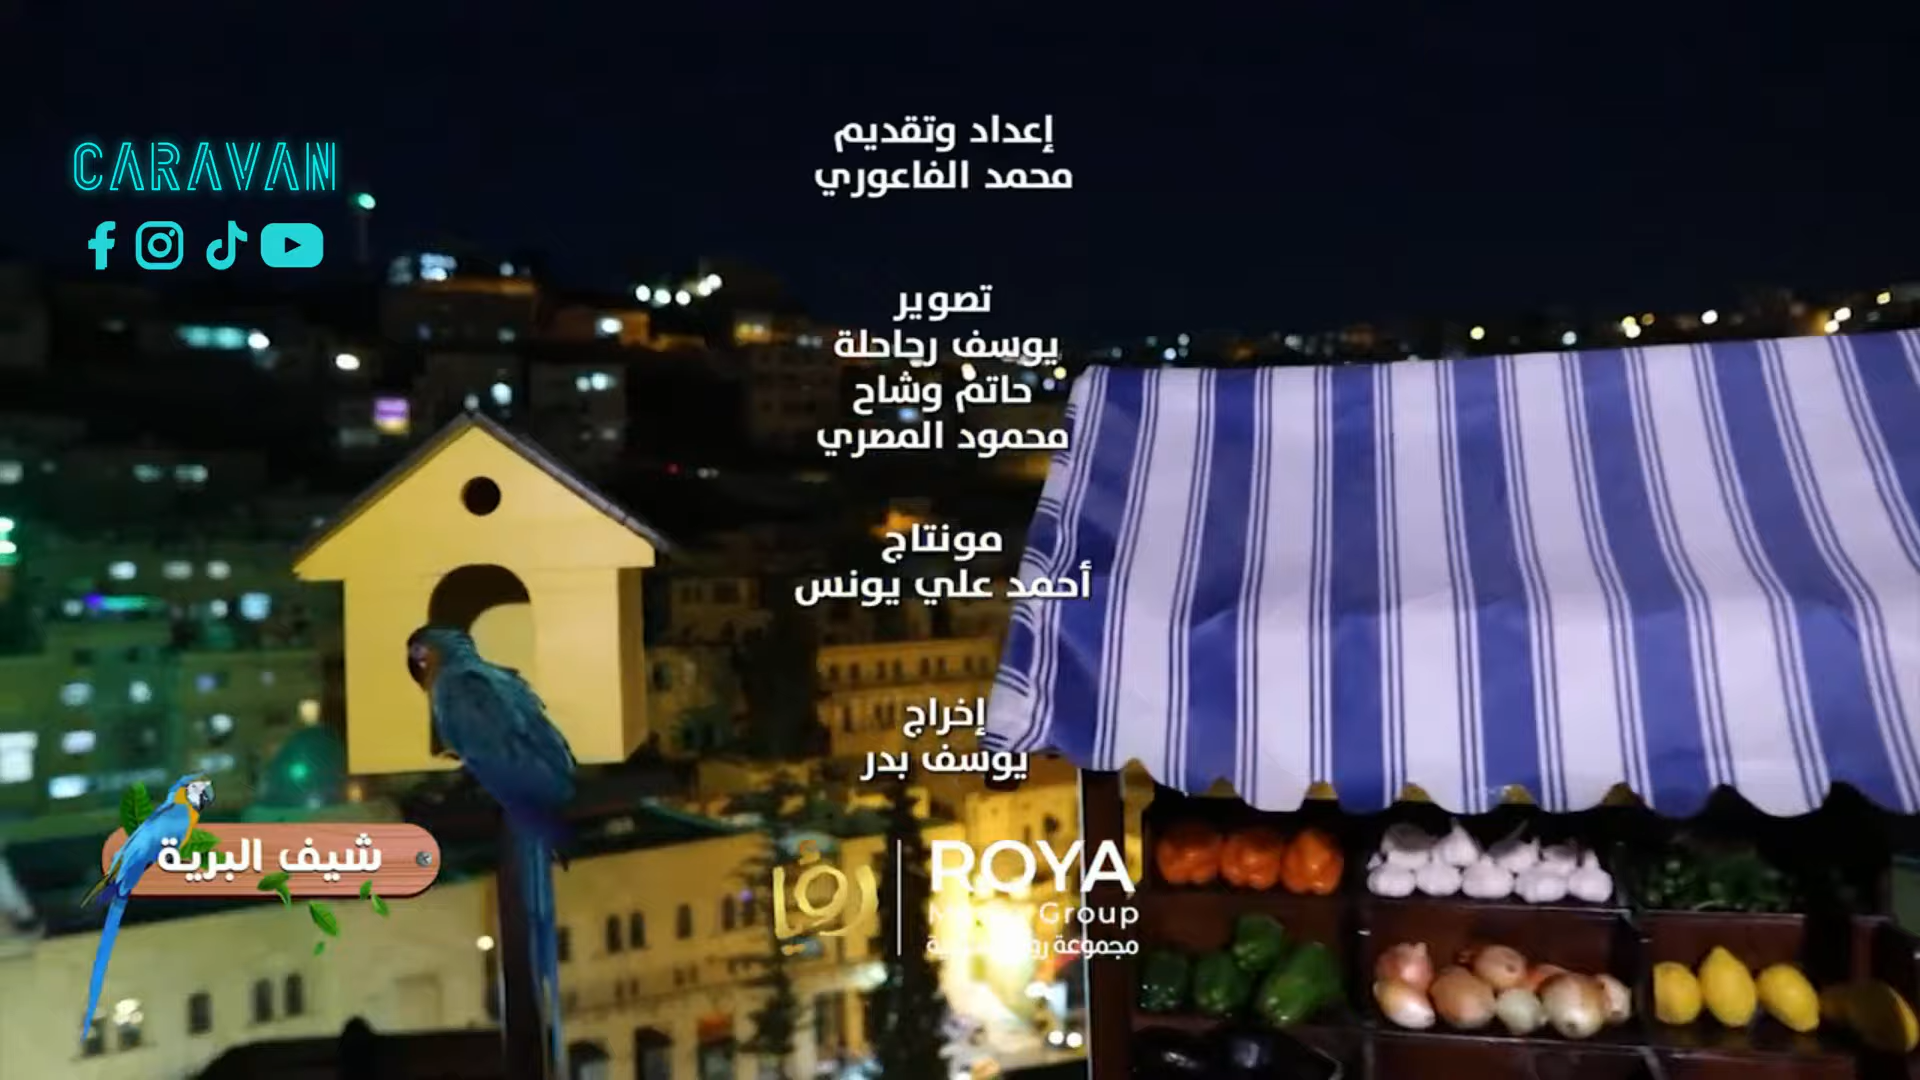 CARAVAN
إعداد وتقديم
محمد الفاعوري
تصوير
يوسف رجاحلة
حاتم وشاح
محمود المصري
مونتاج
أحمد علي يونس
إخراج
يوسف بدر
شيف البرية
رؤيا
ROYA
Group
مجموعة